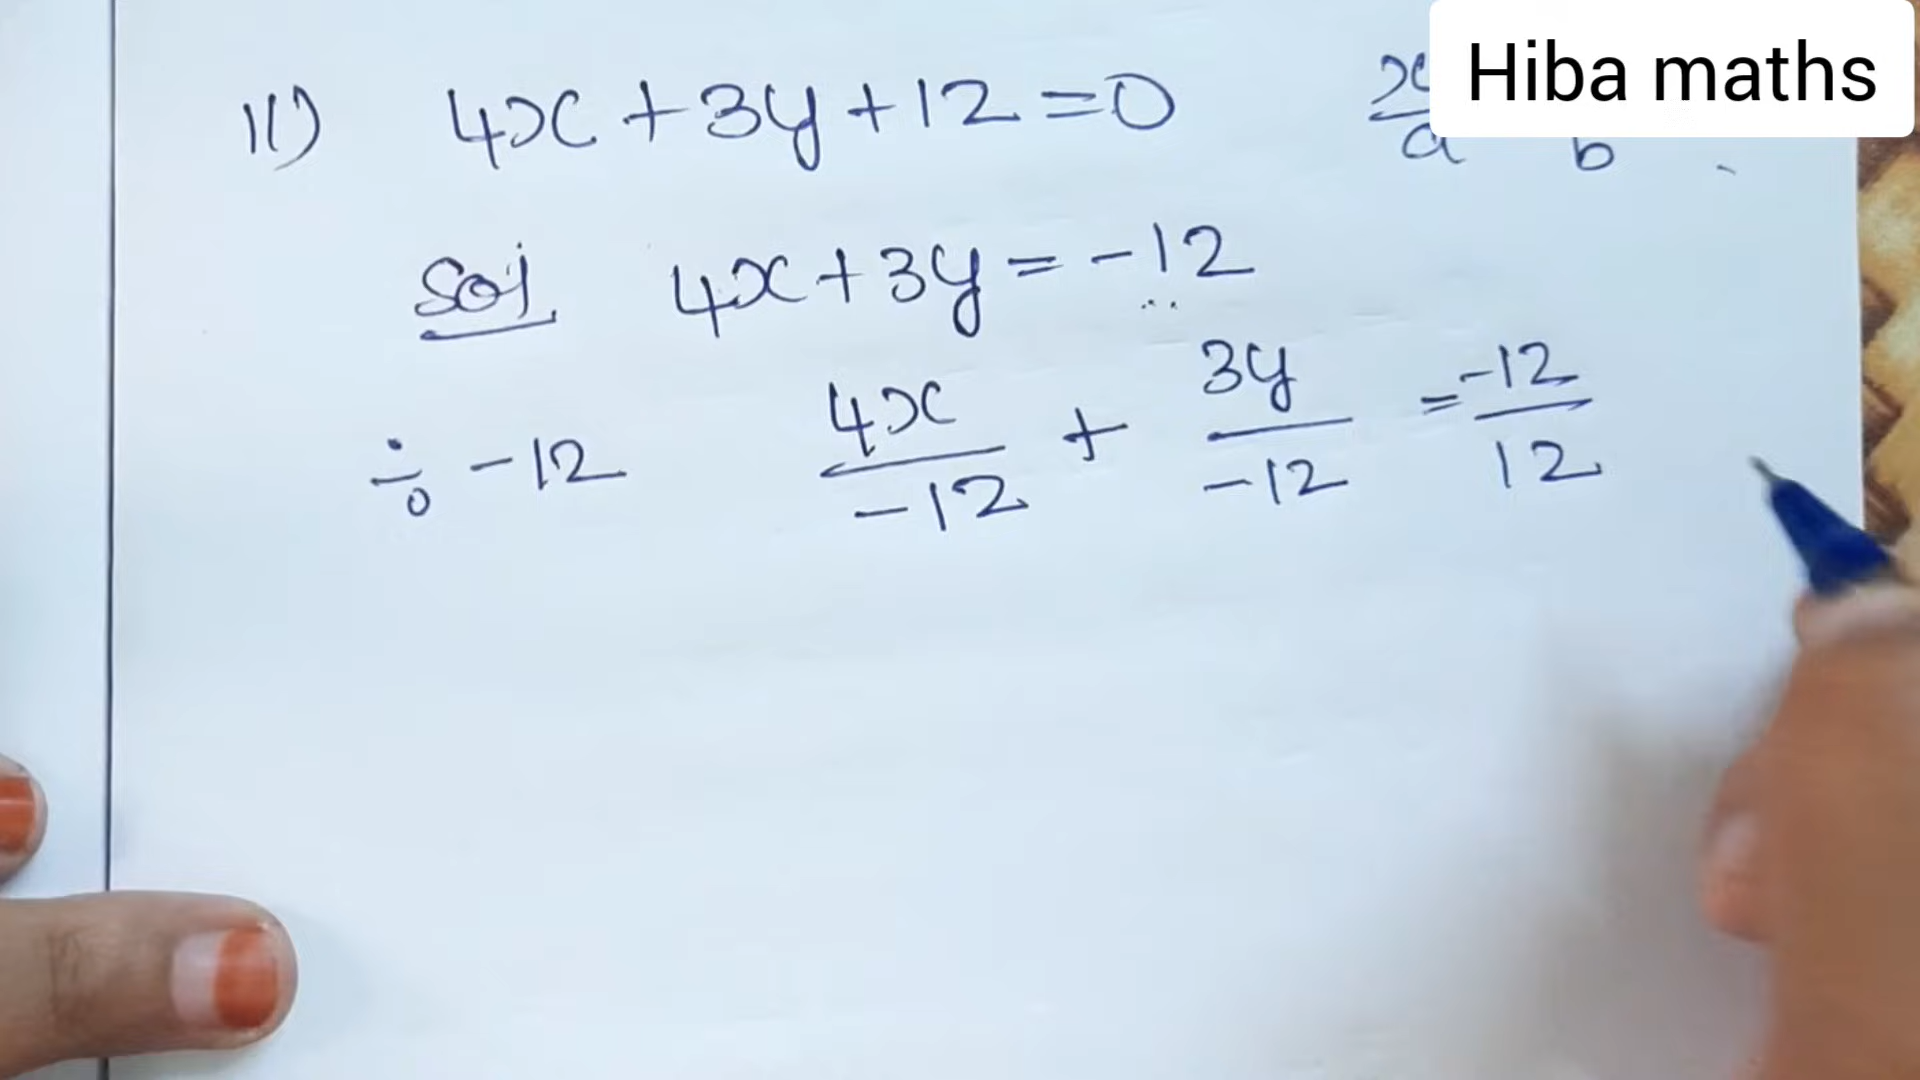 Hiba maths
11) 4x + 3y + 12 = 0 x/a b
Sol 4x + 3y = -12
÷ -12 4x/-12 + 3y/-12 = -12/12